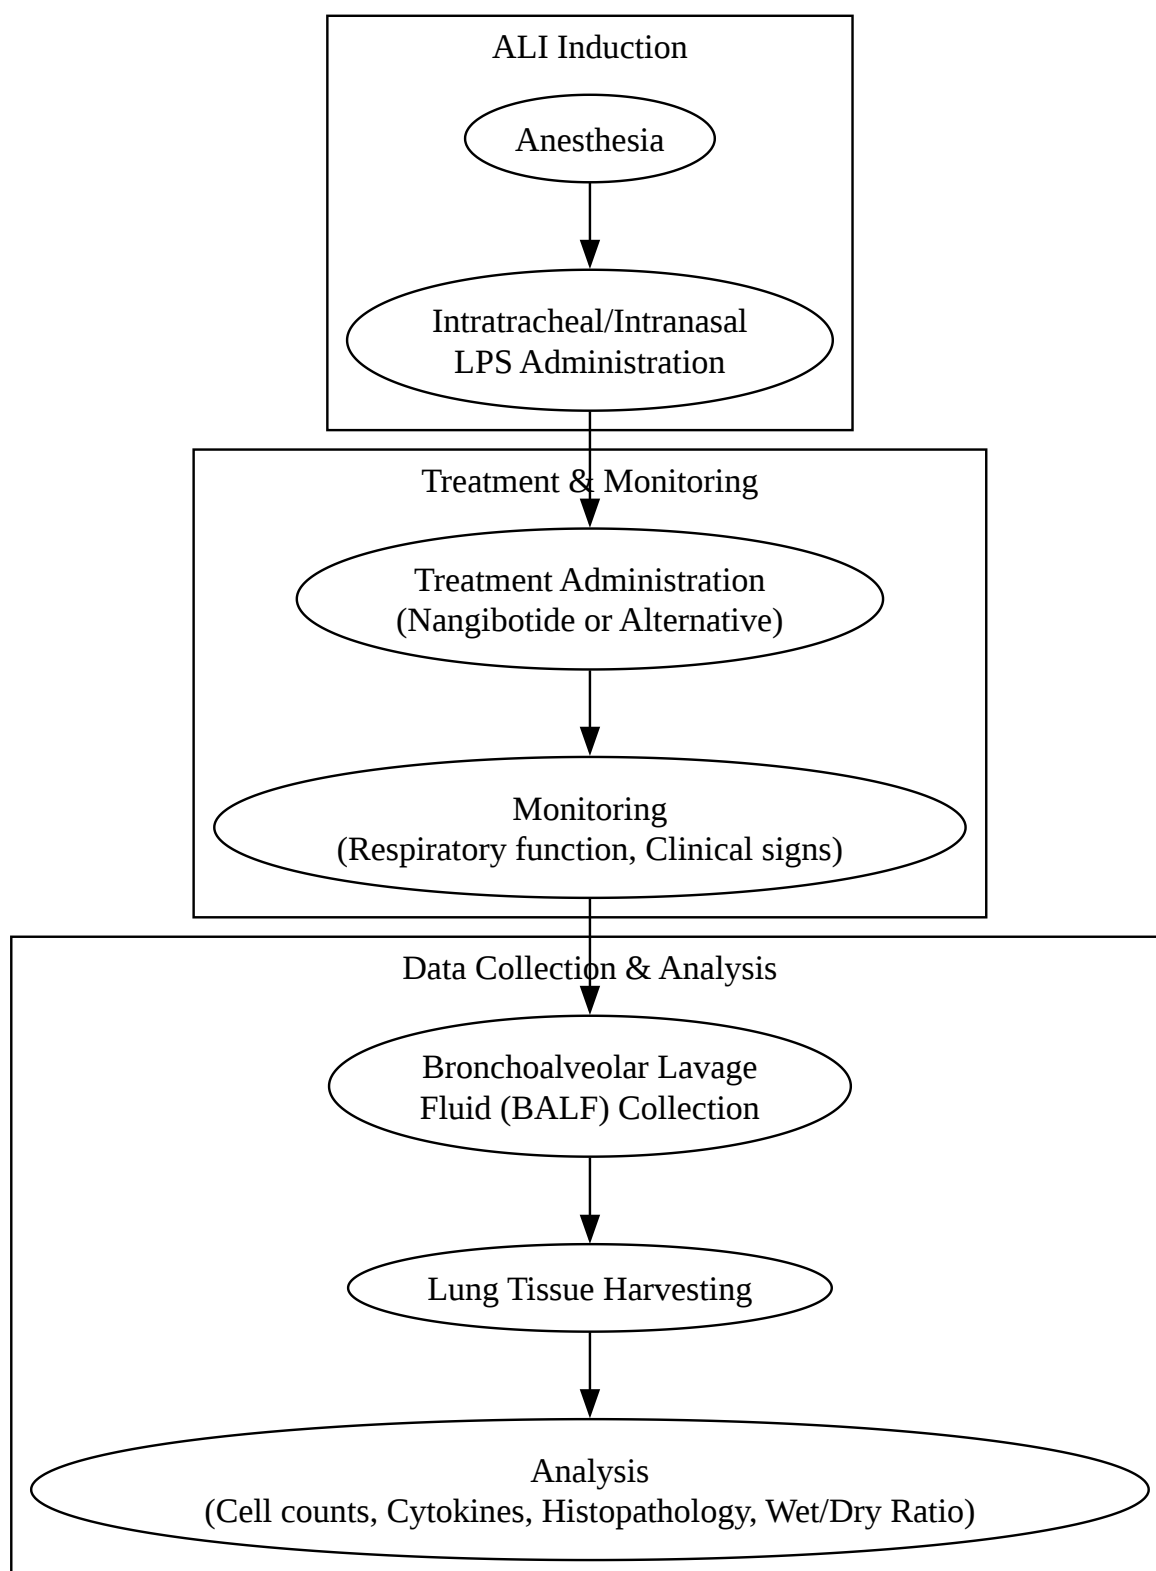 ALI Induction
Anesthesia
Intratracheal/Intranasal
LPS Administration
Treatment & Monitoring
Treatment Administration
(Nangibotide or Alternative)
Monitoring
(Respiratory function, Clinical signs)
Data Collection & Analysis
Bronchoalveolar Lavage
Fluid (BALF) Collection
Lung Tissue Harvesting
Analysis
(Cell counts, Cytokines, Histopathology, Wet/Dry Ratio)